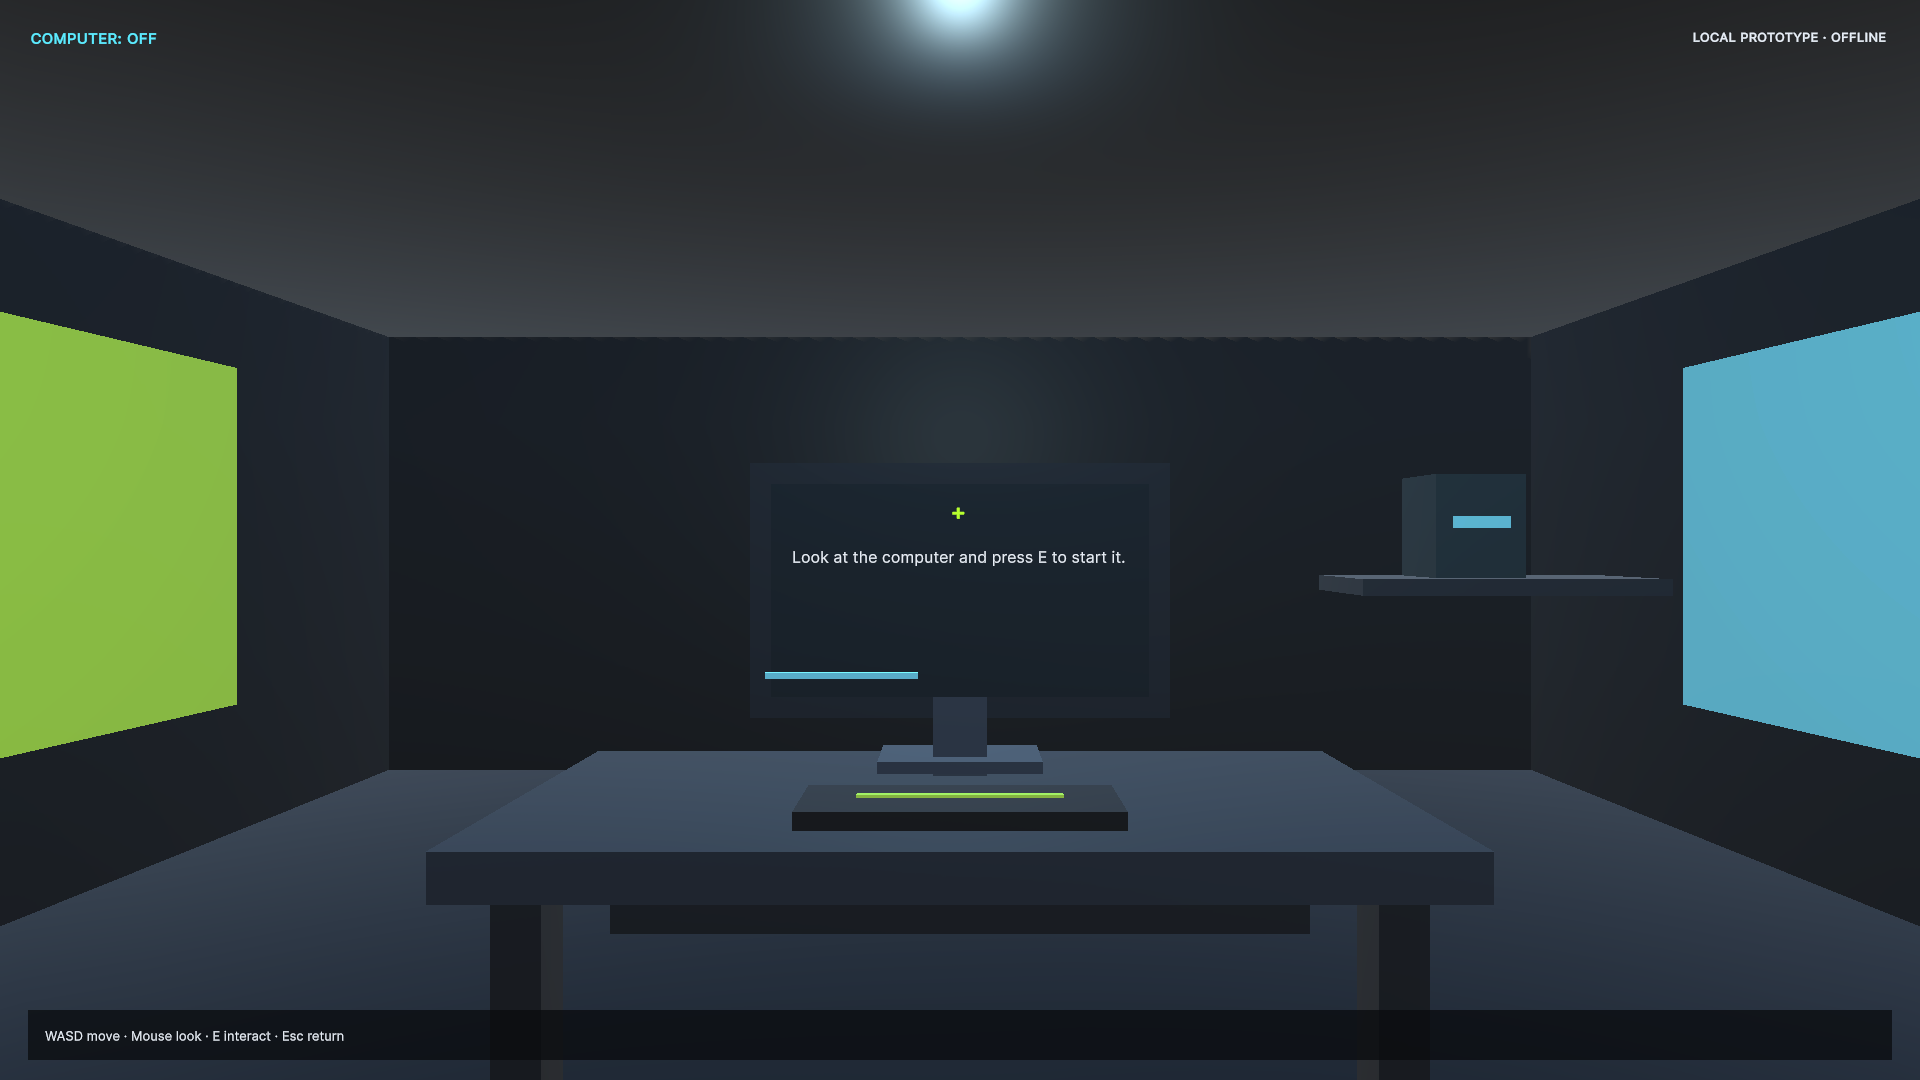 COMPUTER: OFF
LOCAL PROTOTYPE · OFFLINE
Look at the computer and press E to start it.
WASD move · Mouse look · E interact · Esc return